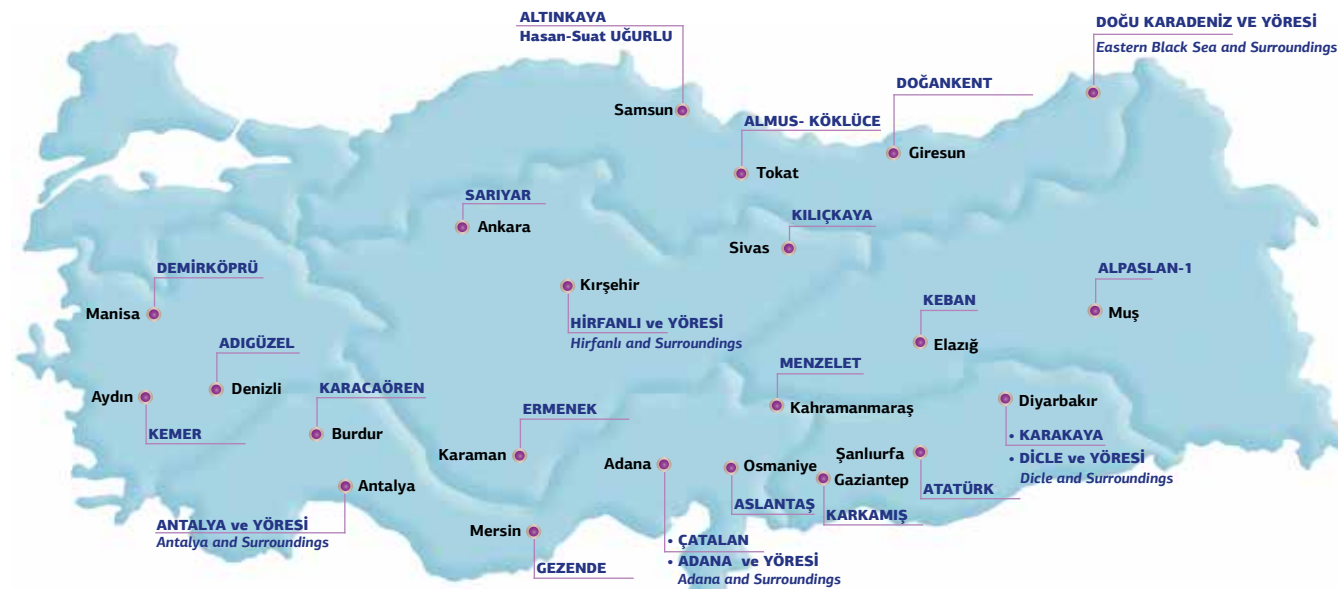 ALTINKAYA
Hasan-Suat UĞURLU
DOĞU KARADENİZ VE YÖRESİ
Eastern Black Sea and Surroundings
DOĞANKENT
Samsun
ALMUS- KÖKLÜCE
Giresun
Tokat
SARIYAR
Ankara
KILIÇKAYA
Sivas
DEMİRKÖPRÜ
Manisa
Kırşehir
HİRFANLI ve YÖRESİ
Hirfanlı and Surroundings
ALPASLAN-1
Muş
KEBAN
Elazığ
ADIGÜZEL
Denizli
Aydın
KEMER
KARACAÖREN
Burdur
MENZELET
Kahramanmaraş
Diyarbakır
• KARAKAYA
• DİCLE ve YÖRESİ
Dicle and Surroundings
ERMENEK
Karaman
Adana
Osmaniye
Şanlıurfa
Gaziantep
ATATÜRK
ASLANTAŞ
KARKAMIŞ
Antalya
ANTALYA ve YÖRESİ
Antalya and Surroundings
Mersin
GEZENDE
• ÇATALAN
• ADANA ve YÖRESİ
Adana and Surroundings